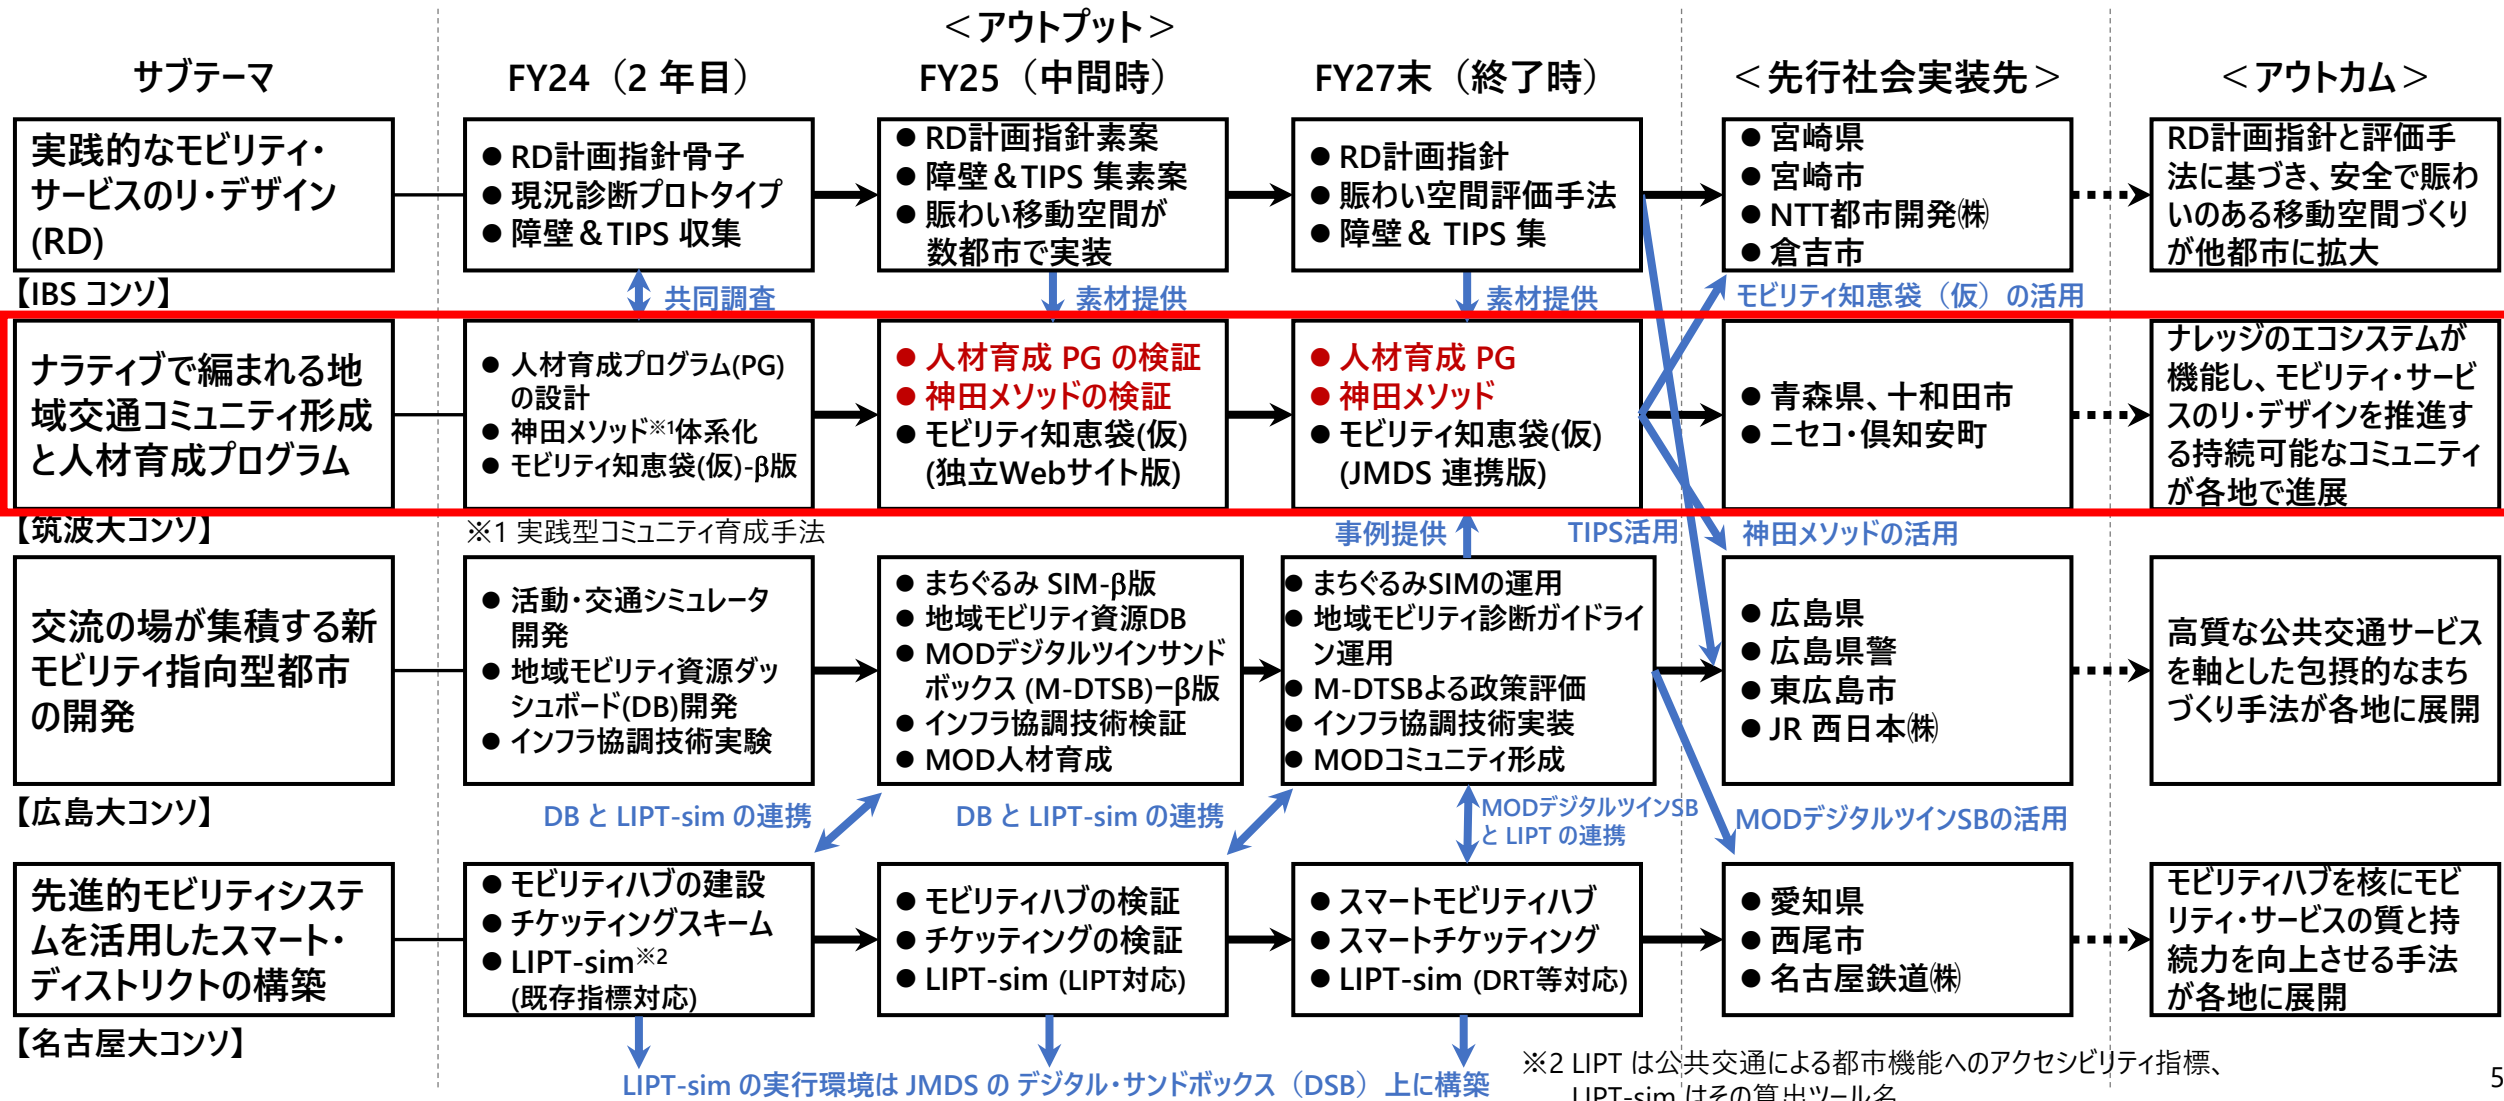 ＜アウトプット＞
サブテーマ
FY24（2 年目）
FY25（中間時）
FY27末（終了時）
＜先行社会実装先＞
＜アウトカム＞
実践的なモビリティ・
サービスのリ・デザイン
(RD)
【IBS コンソ】
● RD計画指針骨子
● 現況診断プロトタイプ
● 障壁＆TIPS 収集
● RD計画指針素案
● 障壁＆TIPS 集素案
● 賑わい移動空間が
数都市で実装
● RD計画指針
● 賑わい空間評価手法
● 障壁＆ TIPS 集
● 宮崎県
● 宮崎市
● NTT都市開発㈱
● 倉吉市
RD計画指針と評価手
法に基づき、安全で賑わ
いのある移動空間づくり
が他都市に拡大
共同調査
素材提供
素材提供
モビリティ知恵袋（仮）の活用
ナラティブで編まれる地
域交通コミュニティ形成
と人材育成プログラム
【筑波大コンソ】
● 人材育成プログラム(PG)
の設計
● 神田メソッド※1体系化
● モビリティ知恵袋(仮)-β版
※1 実践型コミュニティ育成手法
● 人材育成 PG の検証
● 神田メソッドの検証
● モビリティ知恵袋(仮)
(独立Webサイト版)
● 人材育成 PG
● 神田メソッド
● モビリティ知恵袋(仮)
(JMDS 連携版)
● 青森県、十和田市
● ニセコ・倶知安町
ナレッジのエコシステムが
機能し、モビリティ・サービ
スのリ・デザインを推進す
る持続可能なコミュニティ
が各地で進展
事例提供
TIPS活用
神田メソッドの活用
交流の場が集積する新
モビリティ指向型都市
の開発
【広島大コンソ】
● 活動・交通シミュレータ
開発
● 地域モビリティ資源ダッ
シュボード(DB)開発
● インフラ協調技術実験
● まちぐるみ SIM-β版
● 地域モビリティ資源DB
● MODデジタルツインサンド
ボックス (M-DTSB)－β版
● インフラ協調技術検証
● MOD人材育成
● まちぐるみSIMの運用
● 地域モビリティ診断ガイドライ
ン運用
● M-DTSBよる政策評価
● インフラ協調技術実装
● MODコミュニティ形成
● 広島県
● 広島県警
● 東広島市
● JR 西日本㈱
高質な公共交通サービス
を軸とした包摂的なまち
づくり手法が各地に展開
DB と LIPT-sim の連携
DB と LIPT-sim の連携
MODデジタルツインSB
と LIPT の連携
MODデジタルツインSBの活用
先進的モビリティシステ
ムを活用したスマート・
ディストリクトの構築
【名古屋大コンソ】
● モビリティハブの建設
● チケッティングスキーム
● LIPT-sim※2
(既存指標対応)
● モビリティハブの検証
● チケッティングの検証
● LIPT-sim (LIPT対応)
● スマートモビリティハブ
● スマートチケッティング
● LIPT-sim (DRT等対応)
● 愛知県
● 西尾市
● 名古屋鉄道㈱
モビリティハブを核にモビ
リティ・サービスの質と持
続力を向上させる手法
が各地に展開
LIPT-sim の実行環境は JMDS の デジタル・サンドボックス（DSB）上に構築
※2 LIPT は公共交通による都市機能へのアクセシビリティ指標、
LIPT-sim はその算出ツール名
5